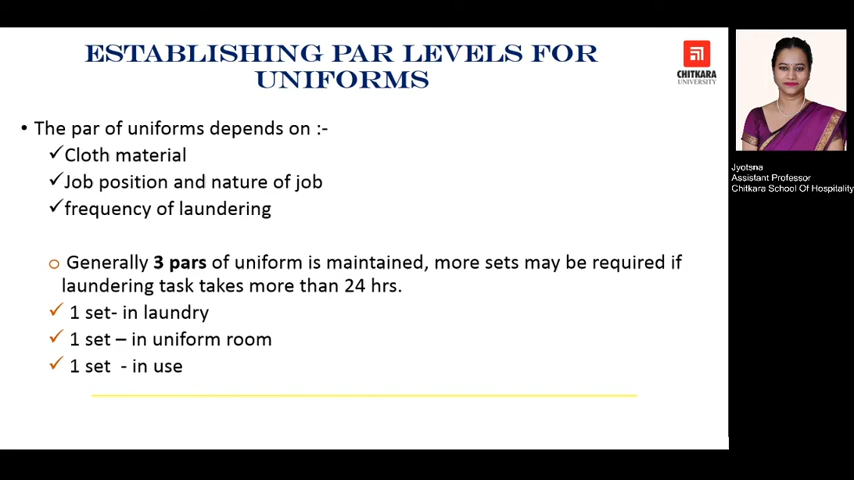 ESTABLISHING PAR LEVELS FOR
UNIFORMS
CHITKARA
UNIVERSITY
• The par of uniforms depends on :-
✓Cloth material
✓Job position and nature of job
✓frequency of laundering
o Generally 3 pars of uniform is maintained, more sets may be required if
laundering task takes more than 24 hrs.
✓ 1 set- in laundry
✓ 1 set – in uniform room
✓ 1 set - in use
Jyotsna
Assistant Professor
Chitkara School Of Hospitality